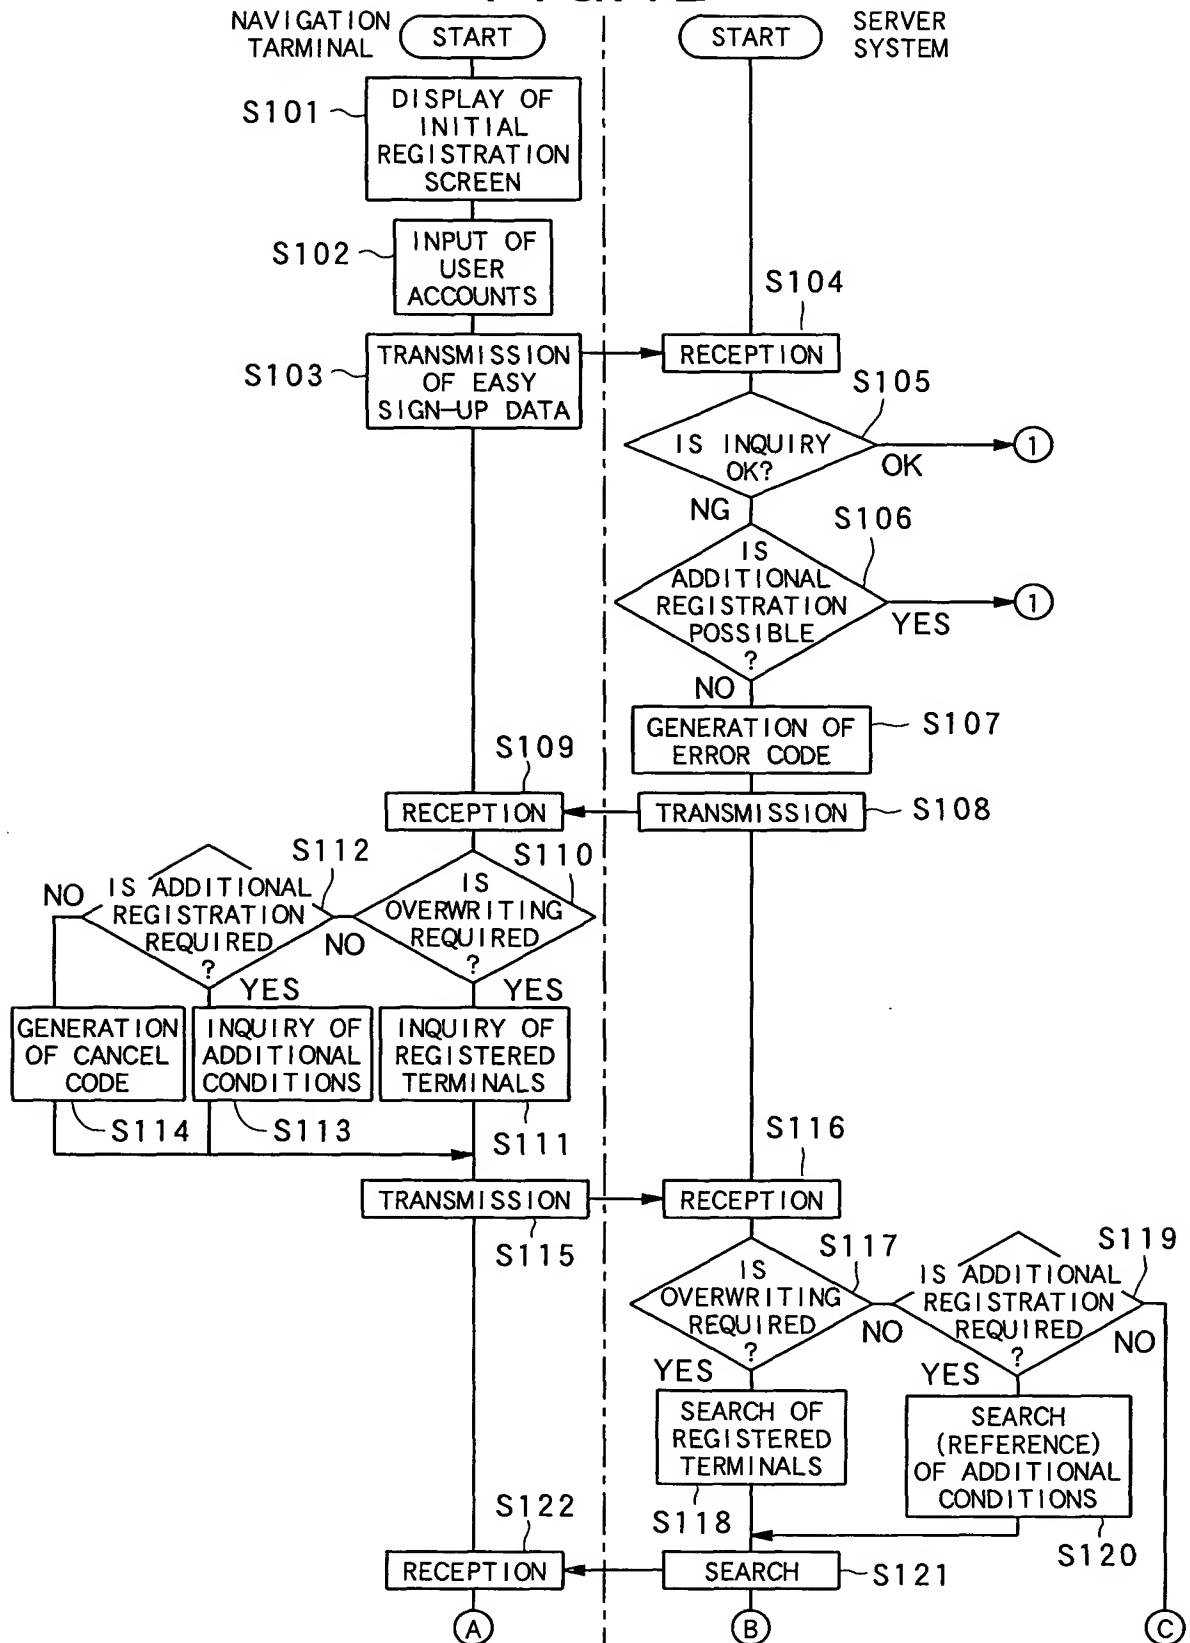 NAVIGATION
TARMINAL
START
START
SERVER
SYSTEM
S101
DISPLAY OF
INITIAL
REGISTRATION
SCREEN
S102
INPUT OF
USER
ACCOUNTS
S103
TRANSMISSION
OF EASY
SIGN-UP DATA
S104
RECEPTION
S105
IS INQUIRY
OK?
OK
1
NG
S106
IS
ADDITIONAL
REGISTRATION
POSSIBLE
?
YES
1
NO
GENERATION OF
ERROR CODE
S107
S109
RECEPTION
TRANSMISSION
S108
S112
S110
NO
IS ADDITIONAL
REGISTRATION
REQUIRED
?
NO
IS
OVERWRITING
REQUIRED
?
YES
YES
GENERATION
OF CANCEL
CODE
INQUIRY OF
ADDITIONAL
CONDITIONS
INQUIRY OF
REGISTERED
TERMINALS
S114
S113
S111
S116
TRANSMISSION
RECEPTION
S115
S117
S119
IS
OVERWRITING
REQUIRED
?
NO
IS ADDITIONAL
REGISTRATION
REQUIRED
?
NO
YES
YES
SEARCH OF
REGISTERED
TERMINALS
SEARCH
(REFERENCE)
OF ADDITIONAL
CONDITIONS
S118
S120
S122
RECEPTION
SEARCH
S121
A
B
C